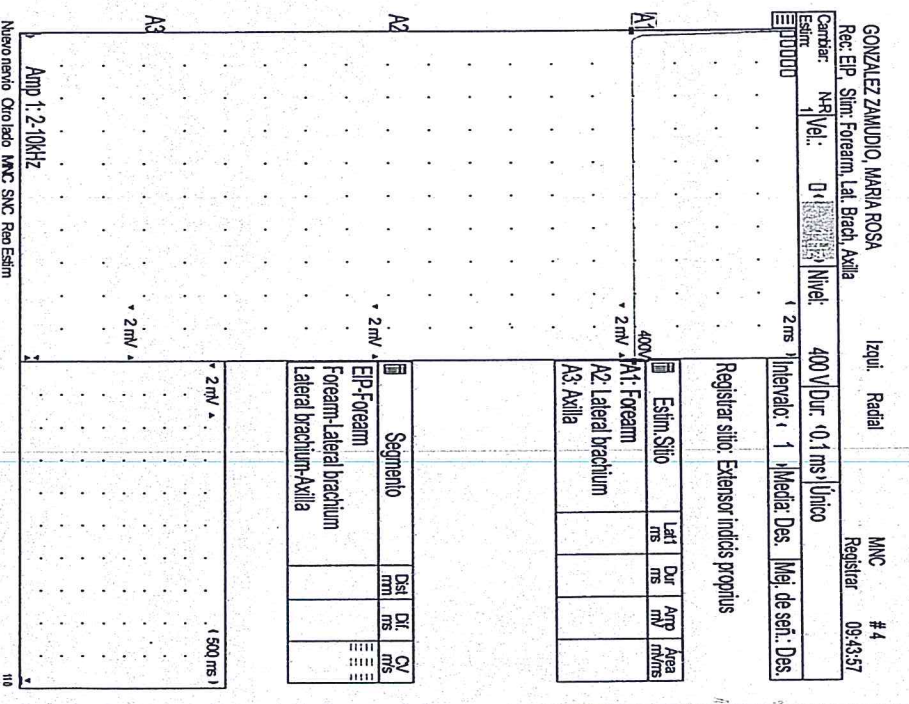 GONZALEZ ZAMUDIO, MARIA ROSA Izqui. Radial MNC #4
Rec: EIP, Stim: Forearm, Lat. Brach, Axilla Registrar 09:43:57
Cambiar: N-R Vel.: Nivel: 400 V Dur: 0.1 ms Único
Estim: 1
2 ms Intervalo: 1 Media: Des. Mej. de señ.: Des.
Registrar sitio: Extensor indicis proprius
A1
400V
2 mV
Estim.Sitio Lat1 ms Dur ms Amp mV Área mVms
A1: Forearm
A2: Lateral brachium
A3: Axilla
A2
2 mV
Segmento Dist mm Dif. ms CV m/s
EIP-Forearm
Forearm-Lateral brachium
Lateral brachium-Axilla
A3
2 mV
2 mV 500 ms
Amp 1: 2-10kHz
Nuevo nervio Otro lado MNC SNC Reo Estim 110